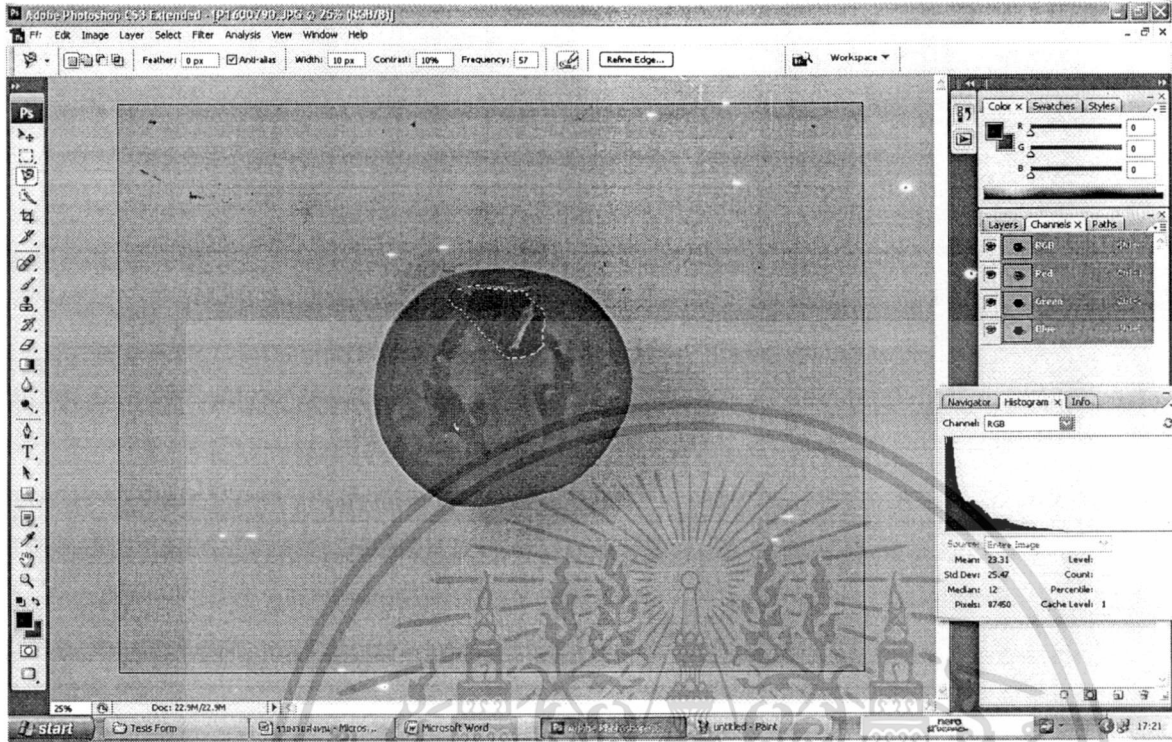 Adobe Photoshop CS3 Extended - [P1600790.JPG @ 25% (RGB/8)]
Edit Image Layer Select Filter Analysis View Window Help
Feather: 0 px Anti-alias Width: 10 px Contrast: 10% Frequency: 57 Refine Edge... Workspace
Ps
Color x Swatches Styles
R 0
G 0
B 0
Layers Channels x Paths
RGB
Red
Green
Blue
Navigator Histogram x Info
Channel: RGB
Source: Entire Image
Mean: 23.31 Level:
Std Dev: 25.47 Count:
Median: 12 Percentile:
Pixels: 87450 Cache Level: 1
25% Doc: 22.9M/22.9M
start Tesis Form Microsoft Word untitled - Paint nero 17:21